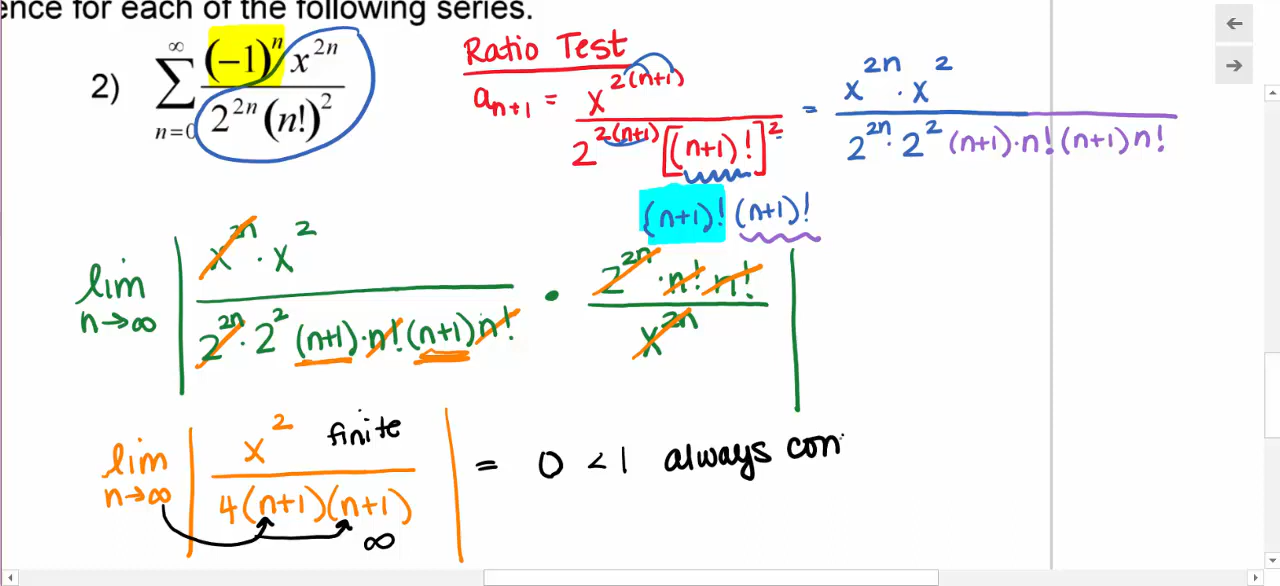 ence for each of the following series.
2) ∑_{n=0}^{∞} (−1)^n x^{2n} / 2^{2n} (n!)^2
Ratio Test
a_{n+1} = x^{2(n+1)} / 2^{2(n+1)} [(n+1)!]^2 = x^{2n} · x^2 / 2^{2n} · 2^2 (n+1)·n! (n+1) n!
(n+1)! (n+1)!
lim_{n→∞} | x^{2n} · x^2 / 2^{2n} · 2^2 (n+1)·n! (n+1) n! · 2^{2n} · n! n! / x^{2n} |
lim_{n→∞} | x^2 finite / 4(n+1)(n+1) ∞ | = 0 < 1 always con